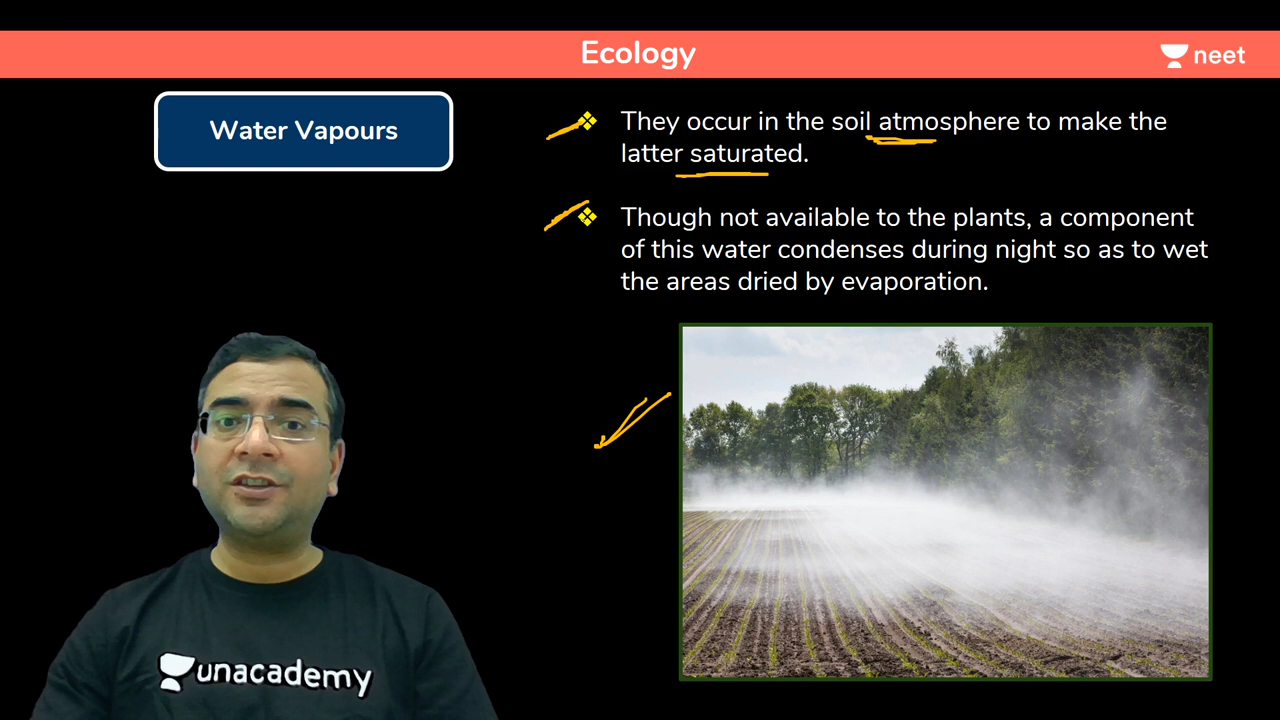 Ecology
neet
Water Vapours
They occur in the soil atmosphere to make the
latter saturated.
Though not available to the plants, a component
of this water condenses during night so as to wet
the areas dried by evaporation.
unacademy